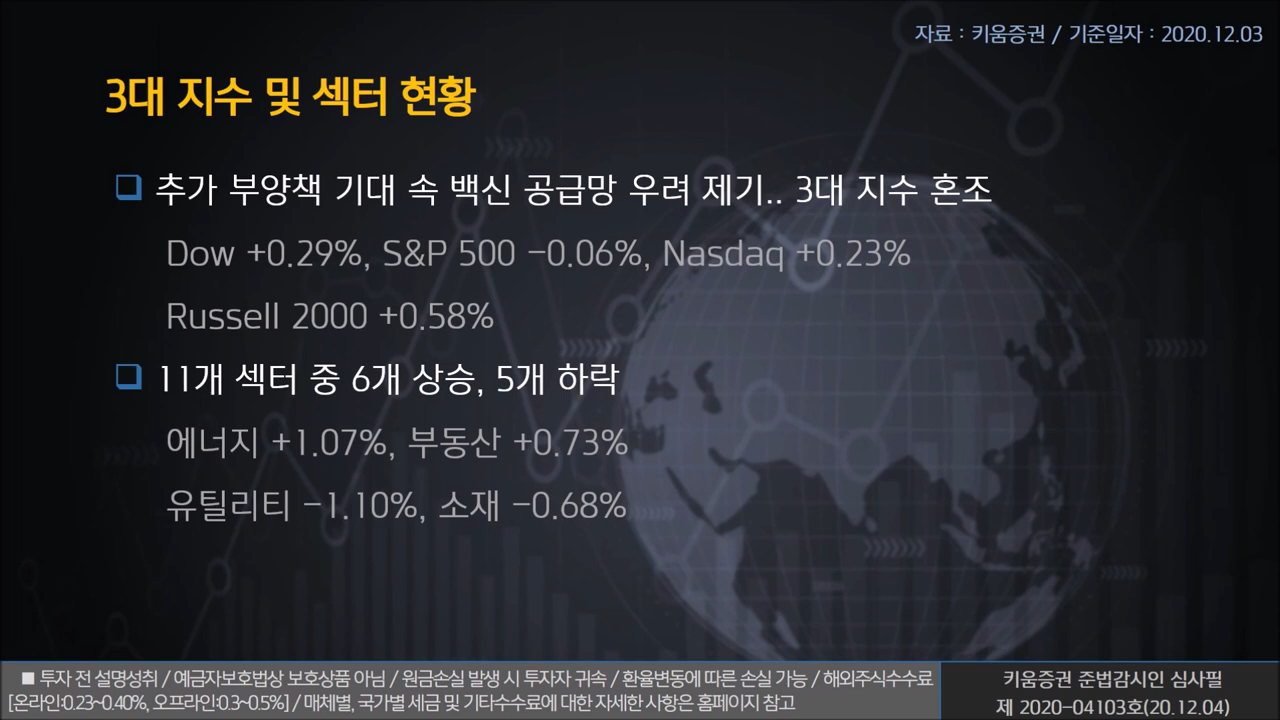 자료 : 키움증권 / 기준일자 : 2020.12.03
3대 지수 및 섹터 현황
❑ 추가 부양책 기대 속 백신 공급망 우려 제기.. 3대 지수 혼조
Dow +0.29%, S&P 500 -0.06%, Nasdaq +0.23%
Russell 2000 +0.58%
❑ 11개 섹터 중 6개 상승, 5개 하락
에너지 +1.07%, 부동산 +0.73%
유틸리티 -1.10%, 소재 -0.68%
■ 투자 전 설명성취 / 예금자보호법상 보호상품 아님 / 원금손실 발생 시 투자자 귀속 / 환율변동에 따른 손실 가능 / 해외주식수수료
[온라인:0.23~0.40%, 오프라인:0.3~0.5%] / 매체별, 국가별 세금 및 기타수수료에 대한 자세한 사항은 홈페이지 참고
키움증권 준법감시인 심사필
제 2020-04103호(20.12.04)